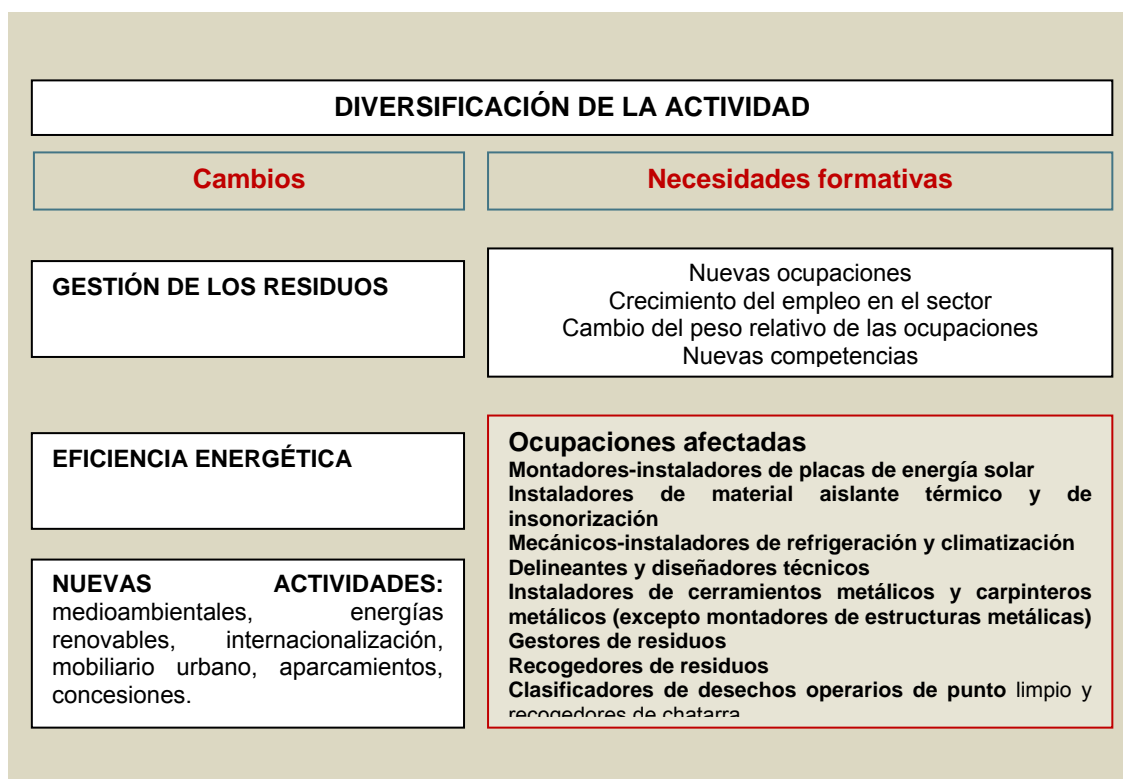 DIVERSIFICACIÓN DE LA ACTIVIDAD
Cambios
Necesidades formativas
GESTIÓN DE LOS RESIDUOS
Nuevas ocupaciones
Crecimiento del empleo en el sector
Cambio del peso relativo de las ocupaciones
Nuevas competencias
EFICIENCIA ENERGÉTICA
Ocupaciones afectadas
Montadores-instaladores de placas de energía solar
Instaladores de material aislante térmico y de
insonorización
Mecánicos-instaladores de refrigeración y climatización
Delineantes y diseñadores técnicos
Instaladores de cerramientos metálicos y carpinteros
metálicos (excepto montadores de estructuras metálicas)
Gestores de residuos
Recogedores de residuos
Clasificadores de desechos operarios de punto limpio y
recogedores de chatarra
NUEVAS ACTIVIDADES:
medioambientales, energías
renovables, internacionalización,
mobiliario urbano, aparcamientos,
concesiones.